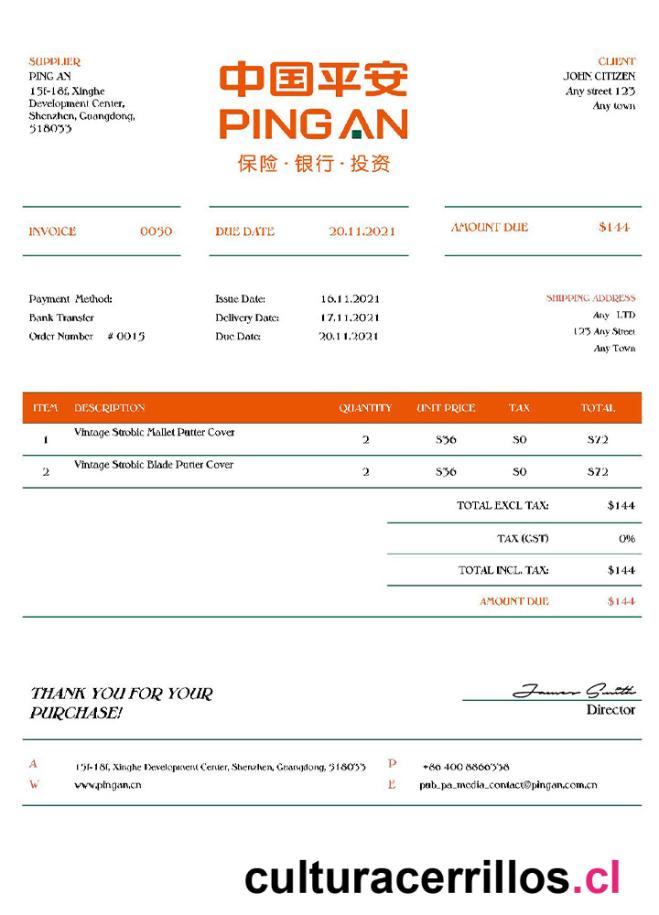 SUPPLIER
PING AN
15f-18f, Xinghe
Development Center,
Shenzhen, Guangdong,
518033
中国平安
PING AN
保险 · 银行 · 投资
CLIENT
JOHN CITIZEN
Any street 123
Any town
INVOICE 0050
DUE DATE 20.11.2021
AMOUNT DUE $144
Payment Method:
Bank Transfer
Order Number # 0015
Issue Date: 16.11.2021
Delivery Date: 17.11.2021
Due Date: 20.11.2021
SHIPPING ADDRESS
Any LTD
123 Any Street
Any Town
ITEM DESCRIPTION QUANTITY UNIT PRICE TAX TOTAL
1 Vintage Strobic Mallet Putter Cover 2 $36 $0 $72
2 Vintage Strobic Blade Putter Cover 2 $36 $0 $72
TOTAL EXCL TAX: $144
TAX (GST) 0%
TOTAL INCL. TAX: $144
AMOUNT DUE $144
THANK YOU FOR YOUR
PURCHASE!
James Smith
Director
A 15f-18f, Xinghe Development Center, Shenzhen, Guangdong, 518033
P +86 400 8866338
W www.pingan.cn
E pub_pa_media_contact@pingan.com.cn
culturacerrillos.cl